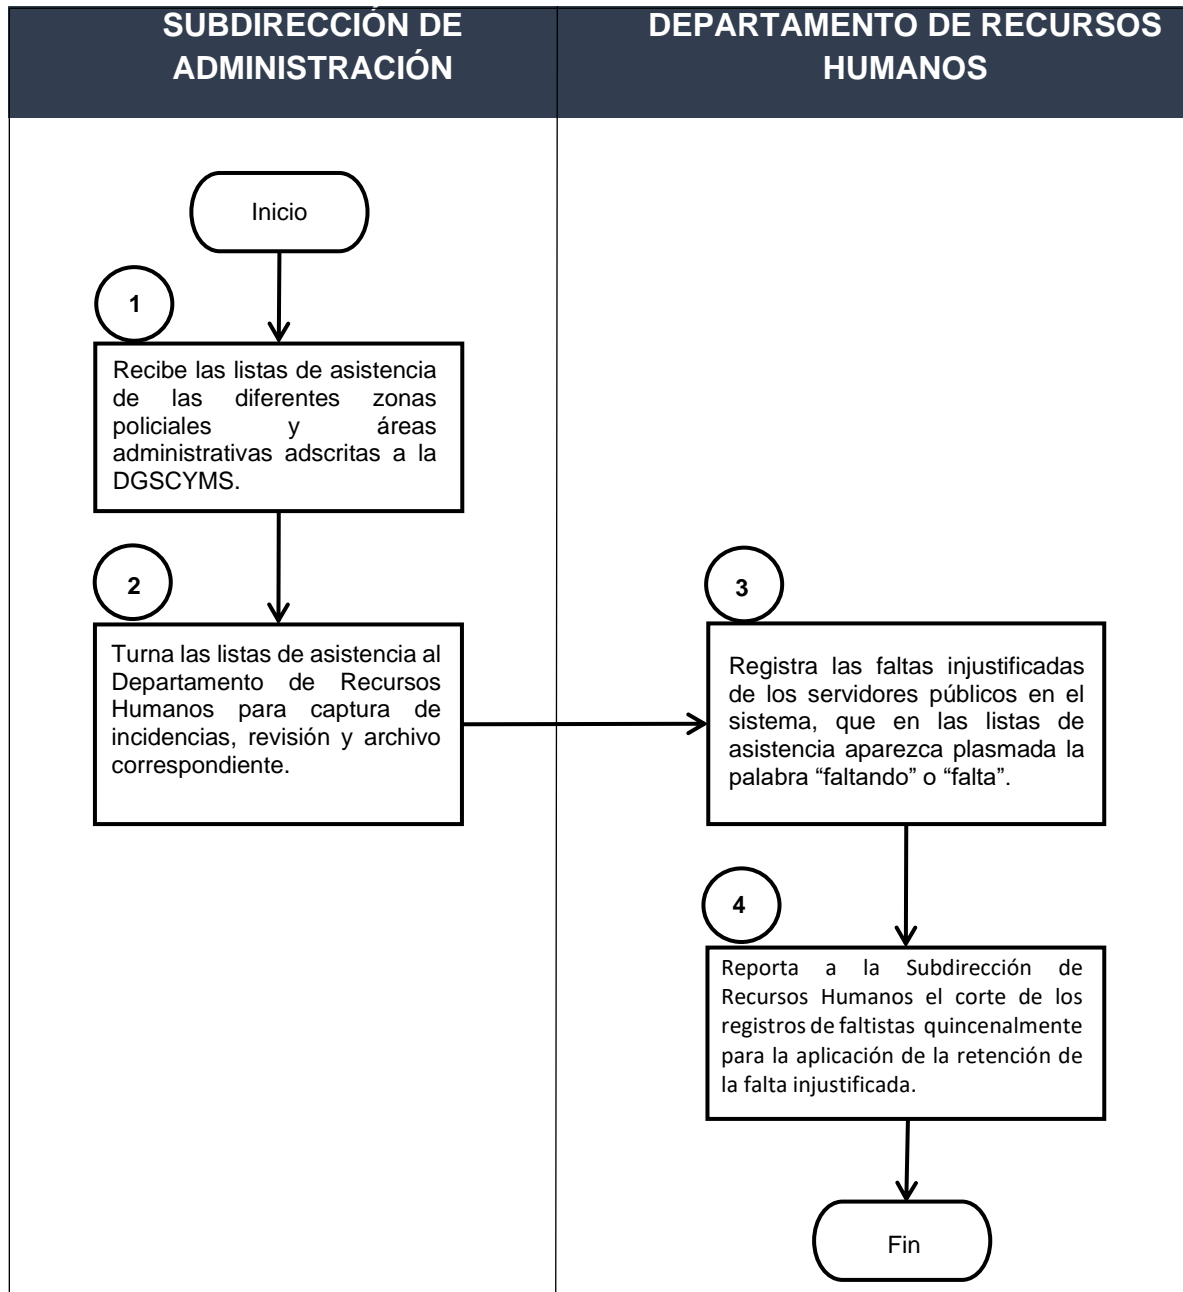 SUBDIRECCIÓN DE
ADMINISTRACIÓN
DEPARTAMENTO DE RECURSOS
HUMANOS
Inicio
1
Recibe las listas de asistencia
de las diferentes zonas
policiales y áreas
administrativas adscritas a la
DGSCYMS.
2
Turna las listas de asistencia al
Departamento de Recursos
Humanos para captura de
incidencias, revisión y archivo
correspondiente.
3
Registra las faltas injustificadas
de los servidores públicos en el
sistema, que en las listas de
asistencia aparezca plasmada la
palabra “faltando” o “falta”.
4
Reporta a la Subdirección de
Recursos Humanos el corte de los
registros de faltistas quincenalmente
para la aplicación de la retención de
la falta injustificada.
Fin